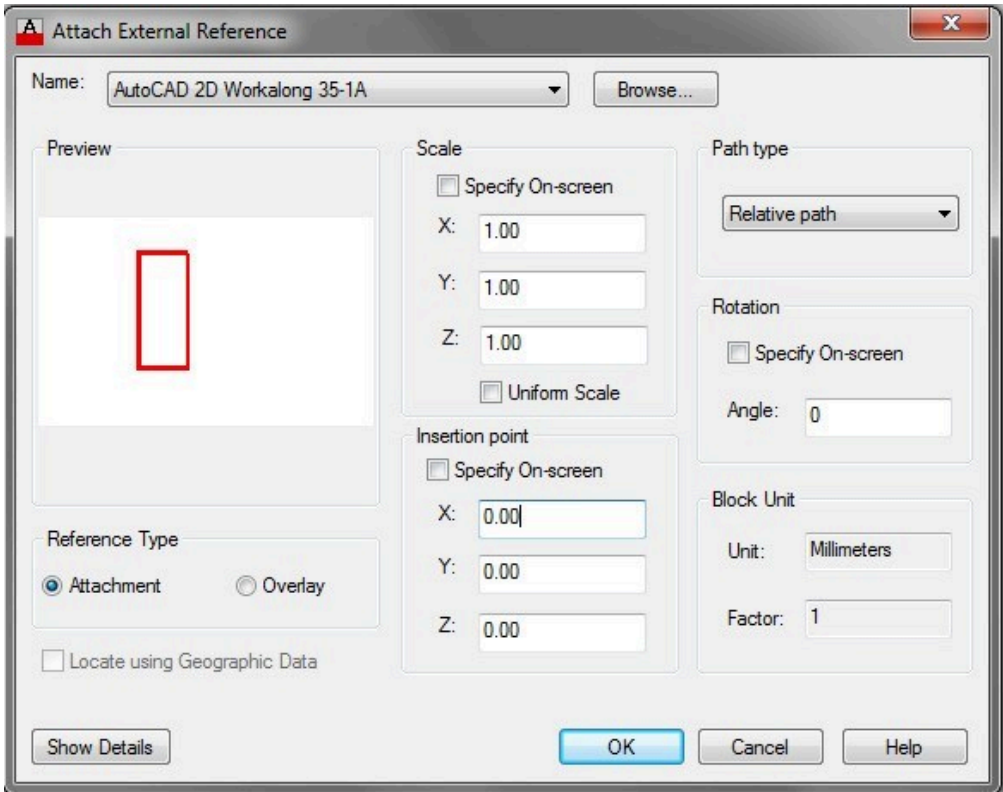 Attach External Reference
Name: AutoCAD 2D Workalong 35-1A Browse...
Preview
Reference Type
Attachment Overlay
Locate using Geographic Data
Scale
Specify On-screen
X: 1.00
Y: 1.00
Z: 1.00
Uniform Scale
Insertion point
Specify On-screen
X: 0.00
Y: 0.00
Z: 0.00
Path type
Relative path
Rotation
Specify On-screen
Angle: 0
Block Unit
Unit: Millimeters
Factor: 1
Show Details OK Cancel Help